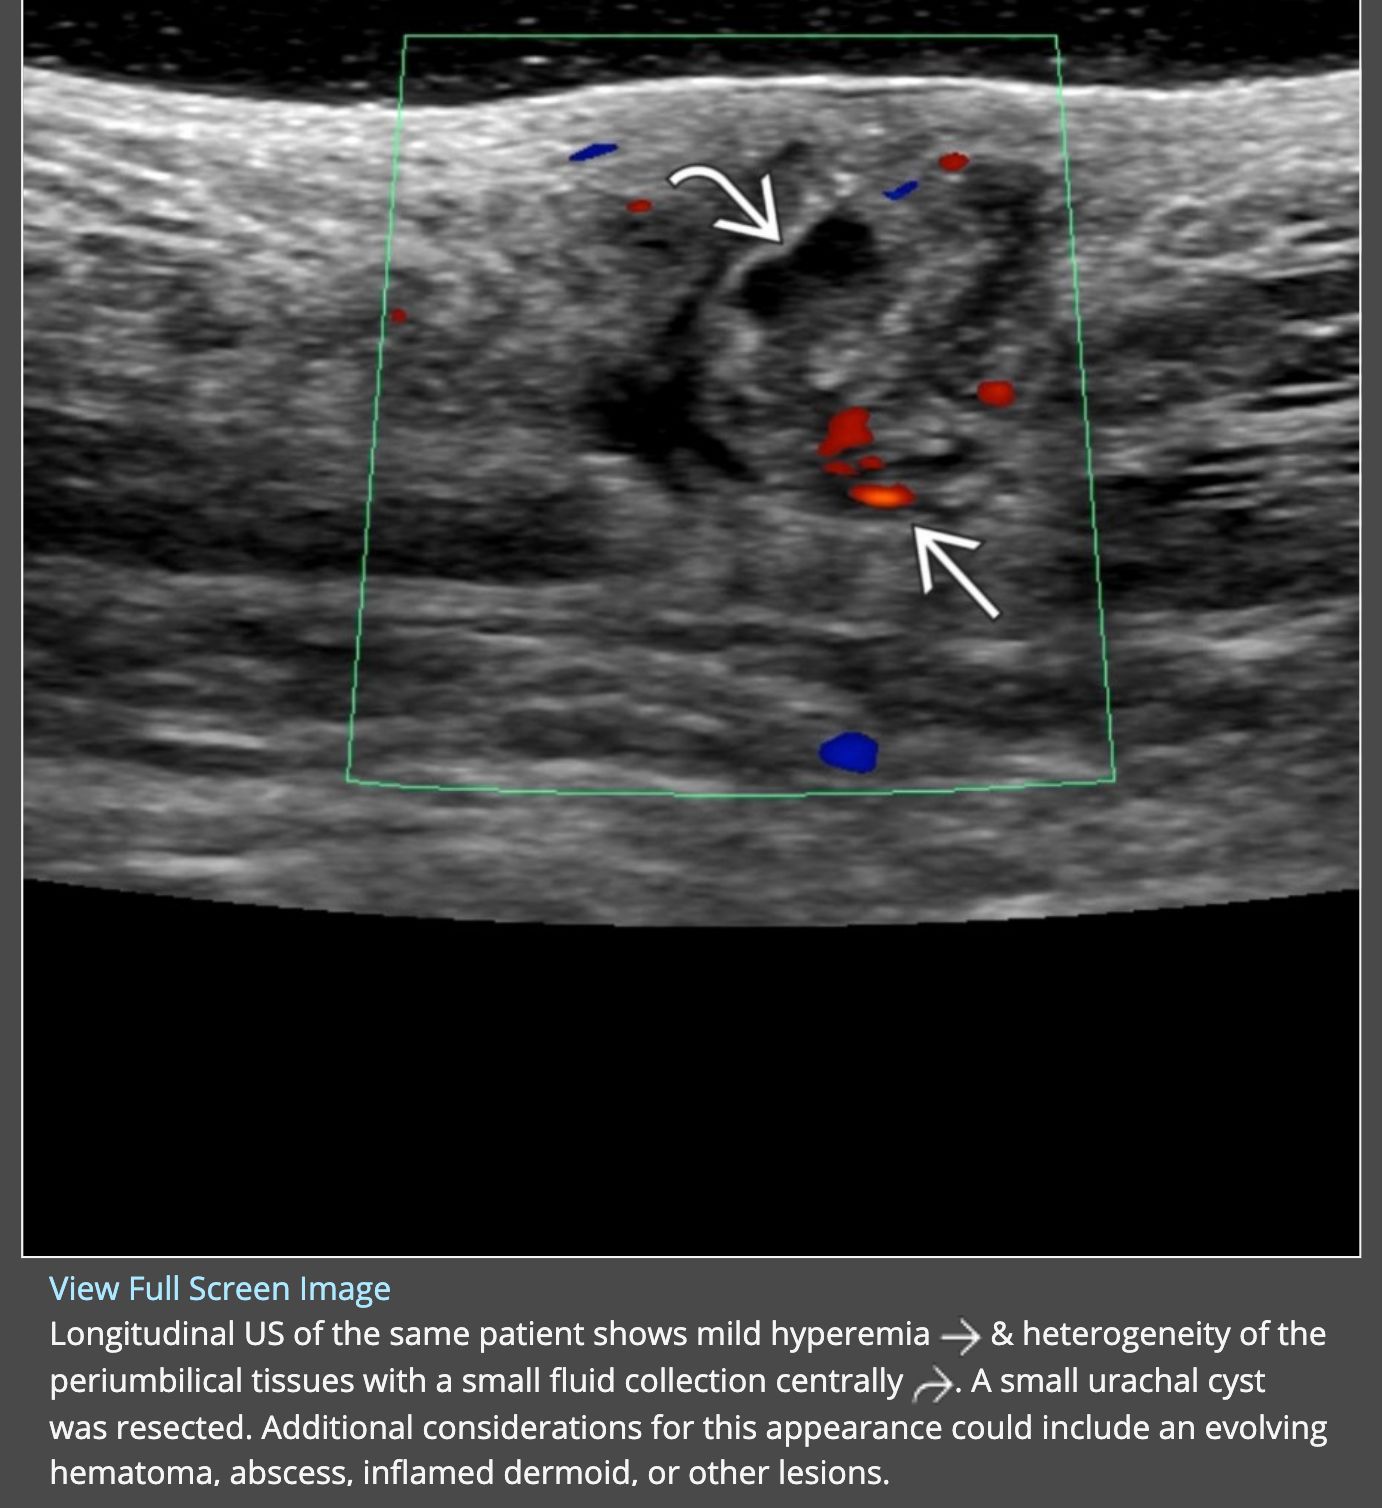 View Full Screen Image
Longitudinal US of the same patient shows mild hyperemia → & heterogeneity of the
periumbilical tissues with a small fluid collection centrally ↷. A small urachal cyst
was resected. Additional considerations for this appearance could include an evolving
hematoma, abscess, inflamed dermoid, or other lesions.